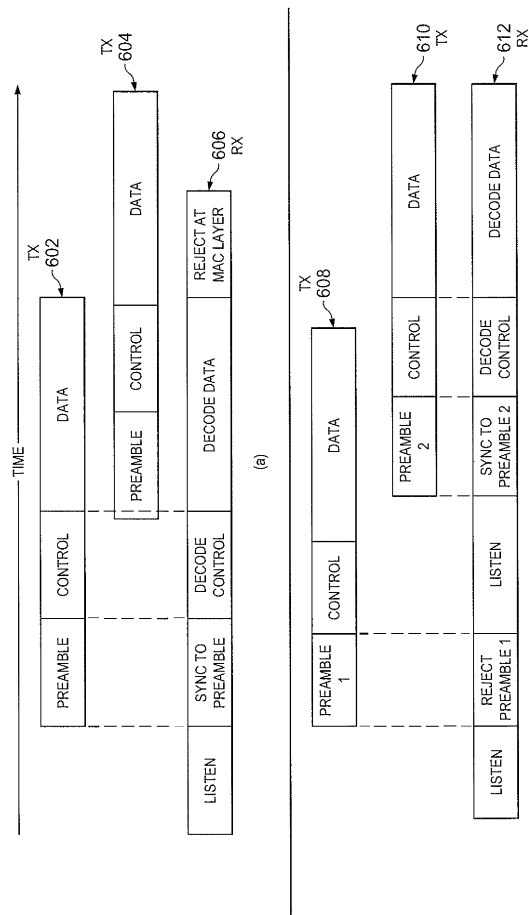 TIME
TX
602
PREAMBLE
CONTROL
DATA
TX
604
PREAMBLE
CONTROL
DATA
606
RX
LISTEN
SYNC TO
PREAMBLE
DECODE
CONTROL
DECODE DATA
REJECT AT
MAC LAYER
(a)
TX
608
PREAMBLE
1
CONTROL
DATA
610
TX
PREAMBLE
2
CONTROL
DATA
612
RX
LISTEN
REJECT
PREAMBLE 1
LISTEN
SYNC TO
PREAMBLE 2
DECODE
CONTROL
DECODE DATA